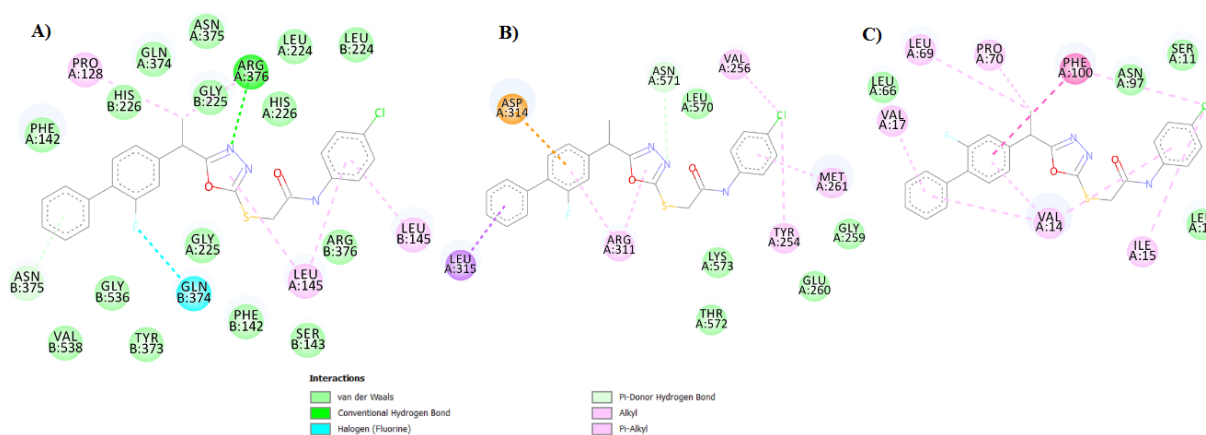 A)
ASN
A:375
GLN
A:374
PRO
A:128
LEU
A:224
LEU
B:224
ARG
A:376
HIS
B:226
GLY
B:225
HIS
A:226
PHE
A:142
Cl
N
N
O
O
N
S
F
GLY
A:225
ARG
B:376
LEU
B:145
LEU
A:145
ASN
B:375
GLY
B:536
GLN
B:374
PHE
B:142
SER
A:143
VAL
B:538
TYR
B:373
B)
ASN
A:571
VAL
A:256
ASP
A:314
LEU
A:570
Cl
N
N
O
O
N
S
F
MET
A:261
ARG
A:311
TYR
A:254
GLY
A:259
LEU
A:315
LYS
A:573
GLU
A:260
THR
A:572
C)
LEU
A:69
PRO
A:70
PHE
A:100
ASN
A:97
SER
A:11
LEU
A:66
VAL
A:17
F
N
N
O
O
N
S
VAL
A:14
ILE
A:15
Interactions
van der Waals
Conventional Hydrogen Bond
Halogen (Fluorine)
Pi-Donor Hydrogen Bond
Alkyl
Pi-Alkyl